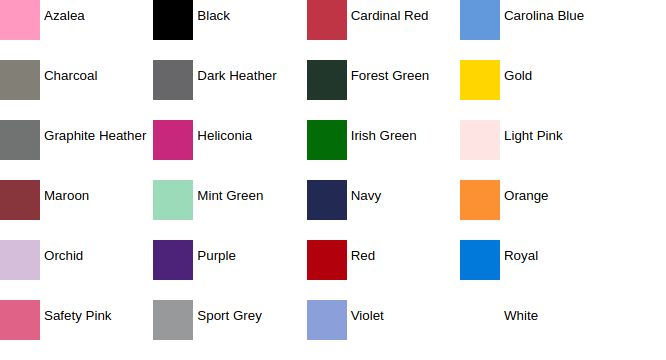 Azalea
Black
Cardinal Red
Carolina Blue
Charcoal
Dark Heather
Forest Green
Gold
Graphite Heather
Heliconia
Irish Green
Light Pink
Maroon
Mint Green
Navy
Orange
Orchid
Purple
Red
Royal
Safety Pink
Sport Grey
Violet
White